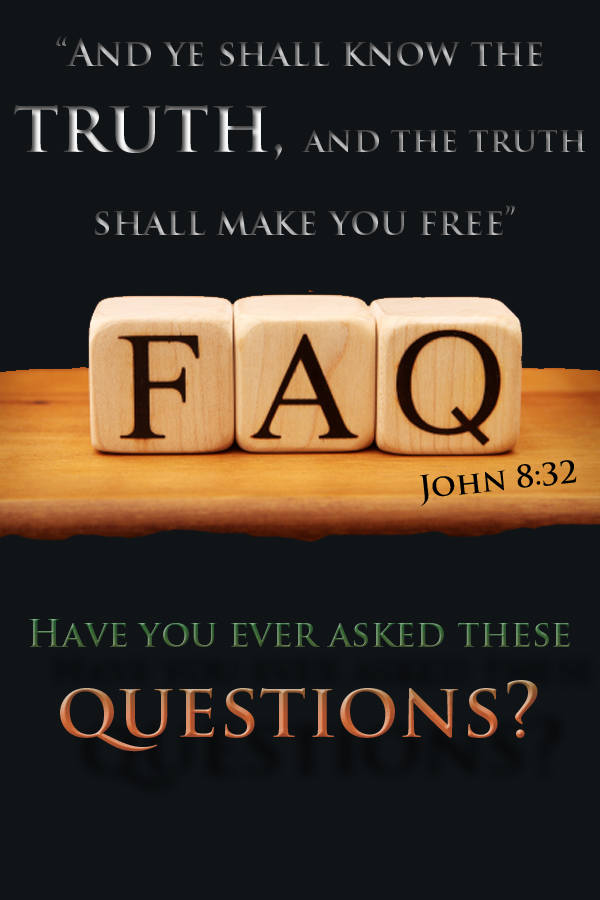 “And ye shall know the
TRUTH, and the truth
shall make you free”
F A Q
John 8:32
Have you ever asked these
questions?